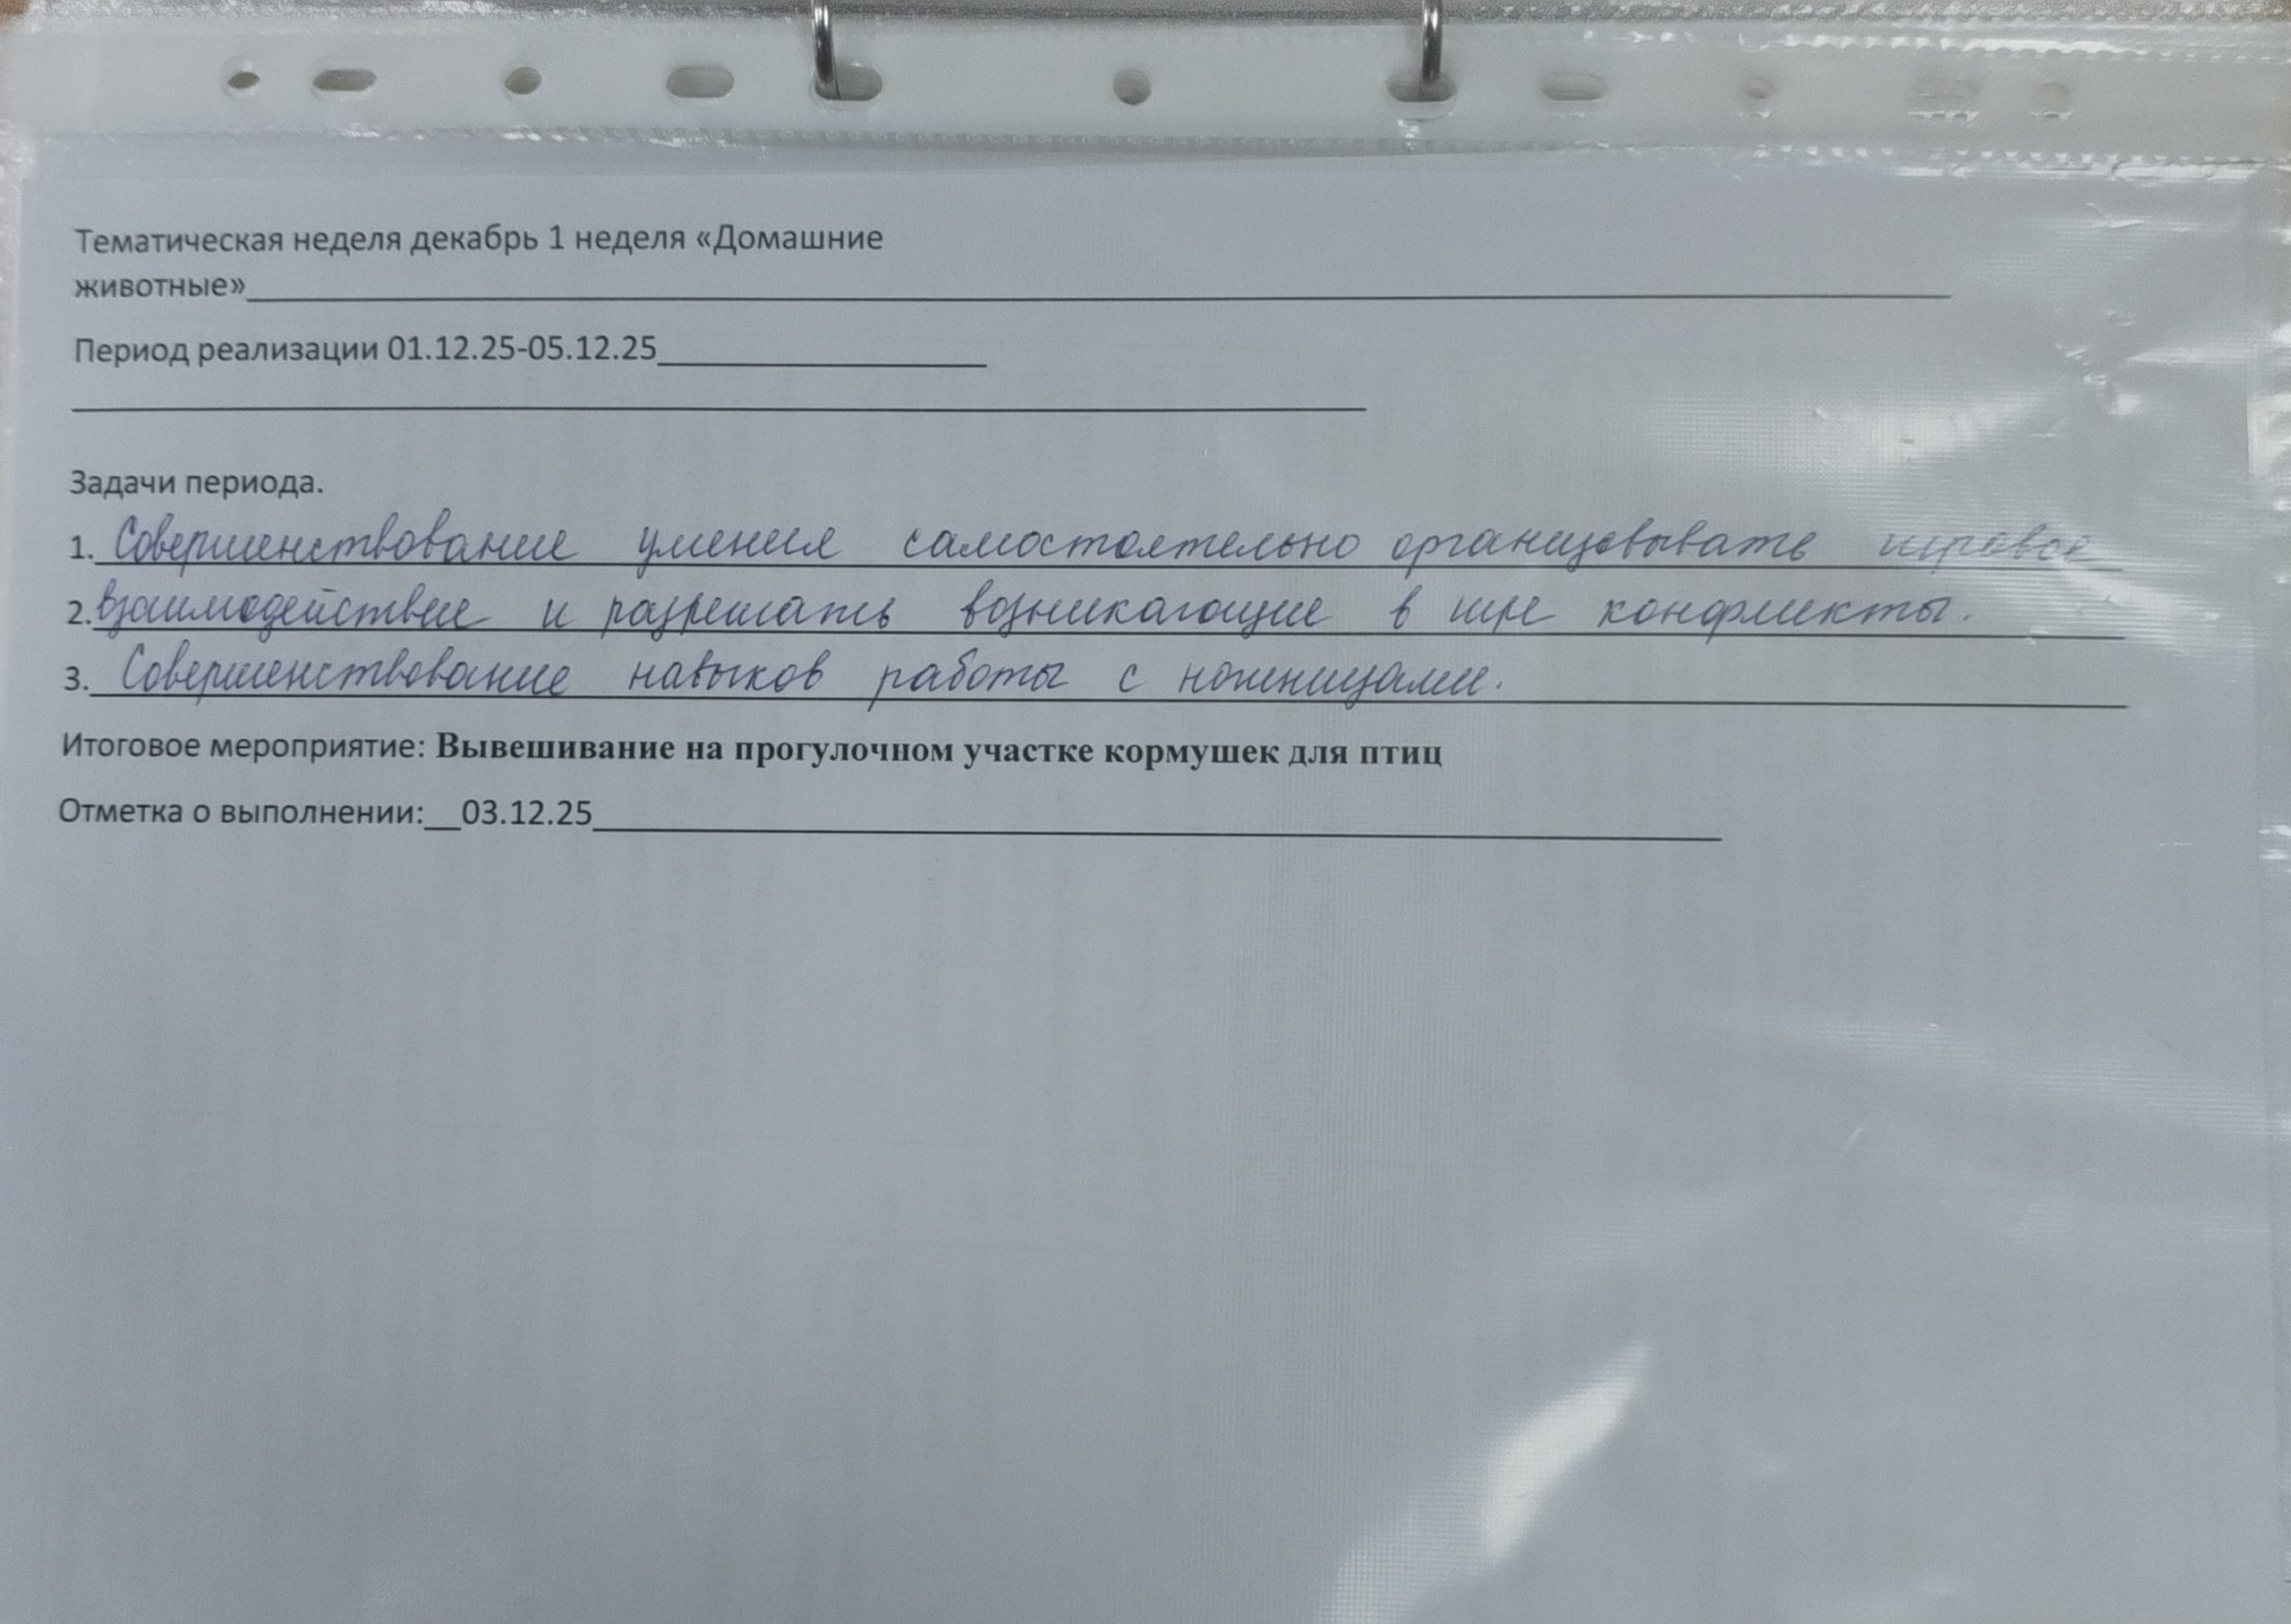 Тематическая неделя декабрь 1 неделя «Домашние
животные»
Период реализации 01.12.25-05.12.25
Задачи периода.
1. Совершенствование умения самостоятельно организовывать игровое
2. взаимодействие и разрешать возникающие в игре конфликты.
3. Совершенствование навыков работы с ножницами.
Итоговое мероприятие: Вывешивание на прогулочном участке кормушек для птиц
Отметка о выполнении:__03.12.25